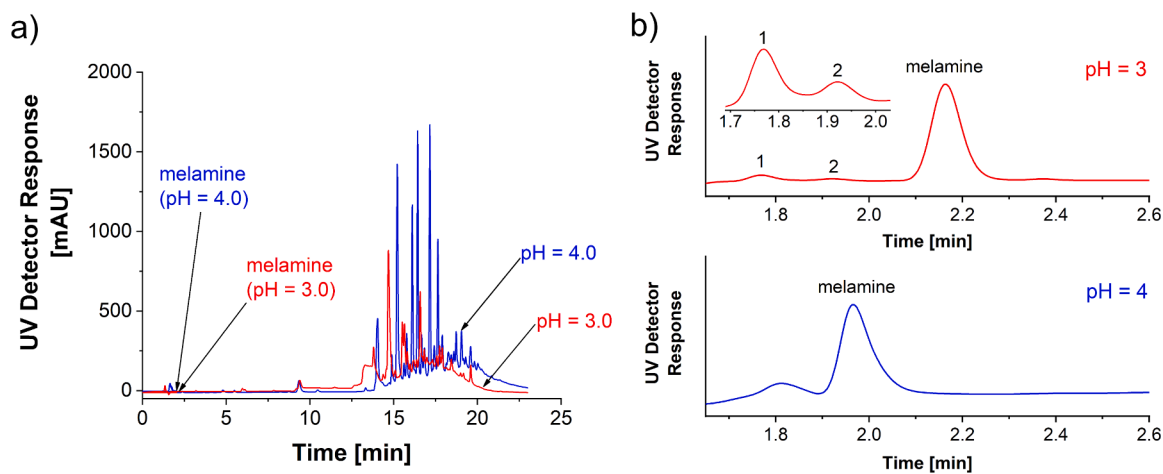 a)
UV Detector Response
[mAU]
2000
1500
1000
500
0
melamine
(pH = 4.0)
melamine
(pH = 3.0)
pH = 4.0
pH = 3.0
0
5
10
15
20
25
Time [min]
b)
UV Detector
Response
1
2
1.7
1.8
1.9
2.0
1
2
melamine
pH = 3
1.8
2.0
2.2
2.4
2.6
Time [min]
UV Detector
Response
melamine
pH = 4
1.8
2.0
2.2
2.4
2.6
Time [min]